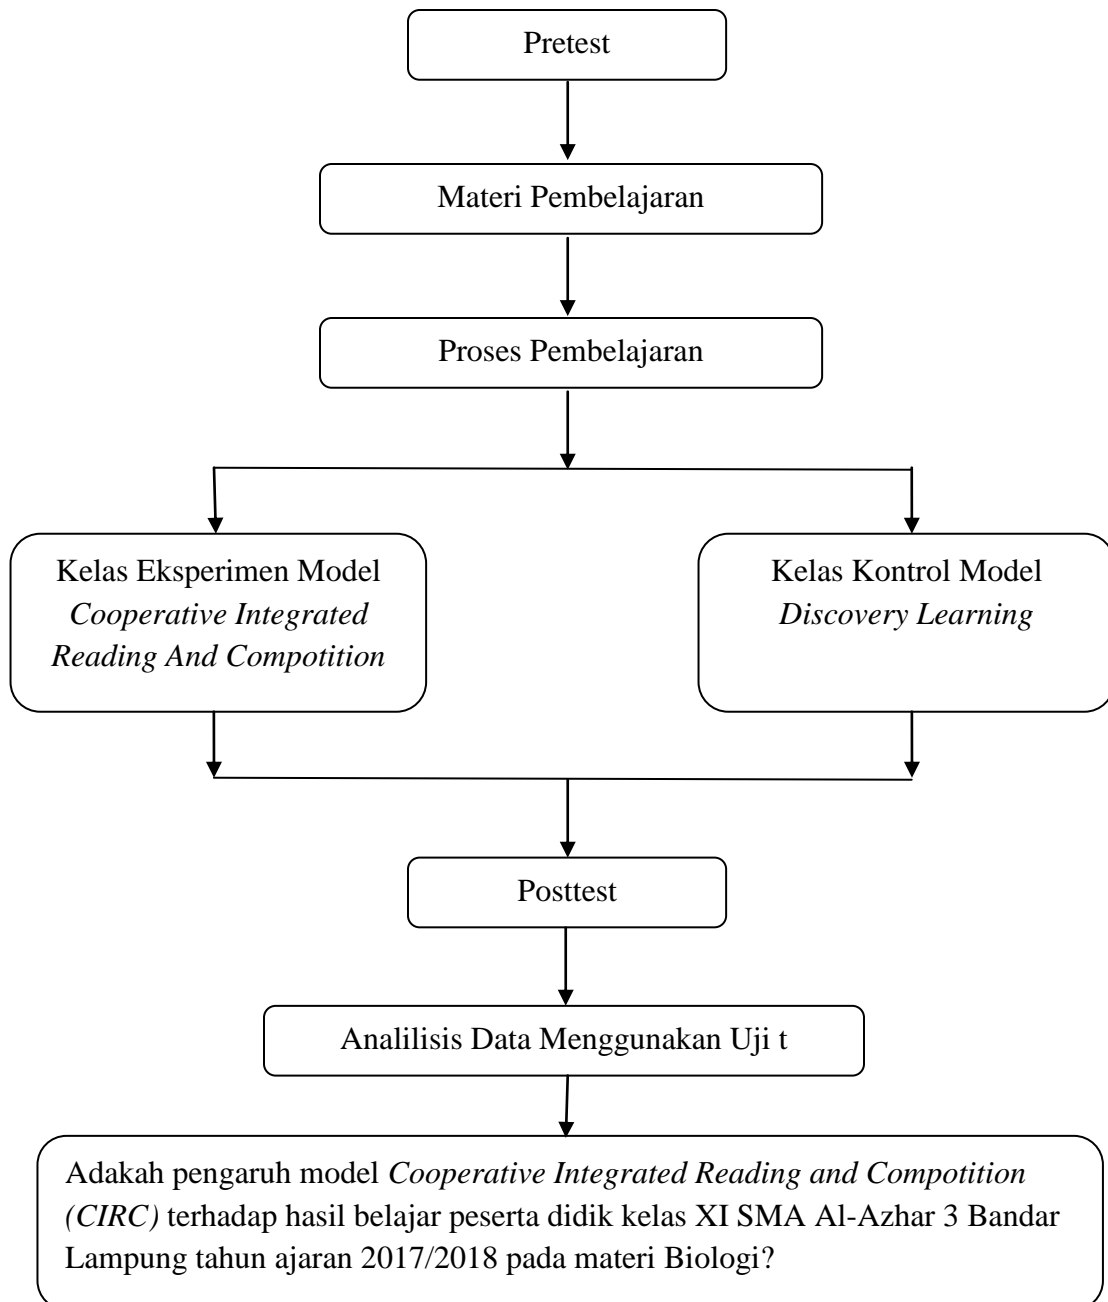 Pretest
Materi Pembelajaran
Proses Pembelajaran
Kelas Eksperimen Model
Cooperative Integrated
Reading And Compotition
Kelas Kontrol Model
Discovery Learning
Posttest
Analilisis Data Menggunakan Uji t
Adakah pengaruh model Cooperative Integrated Reading and Compotition
(CIRC) terhadap hasil belajar peserta didik kelas XI SMA Al-Azhar 3 Bandar
Lampung tahun ajaran 2017/2018 pada materi Biologi?